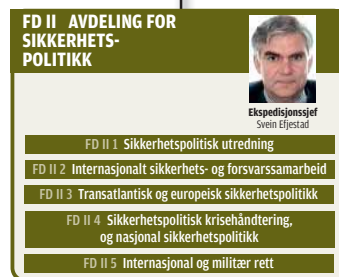 FD II AVDELING FOR
SIKKERHETS-
POLITIKK
Ekspedisjonssjef
Svein Efjestad
FD II 1 Sikkerhetspolitisk utredning
FD II 2 Internasjonalt sikkerhets- og forsvarssamarbeid
FD II 3 Transatlantisk og europeisk sikkerhetspolitikk
FD II 4 Sikkerhetspolitisk krisehåndtering,
og nasjonal sikkerhetspolitikk
FD II 5 Internasjonal og militær rett